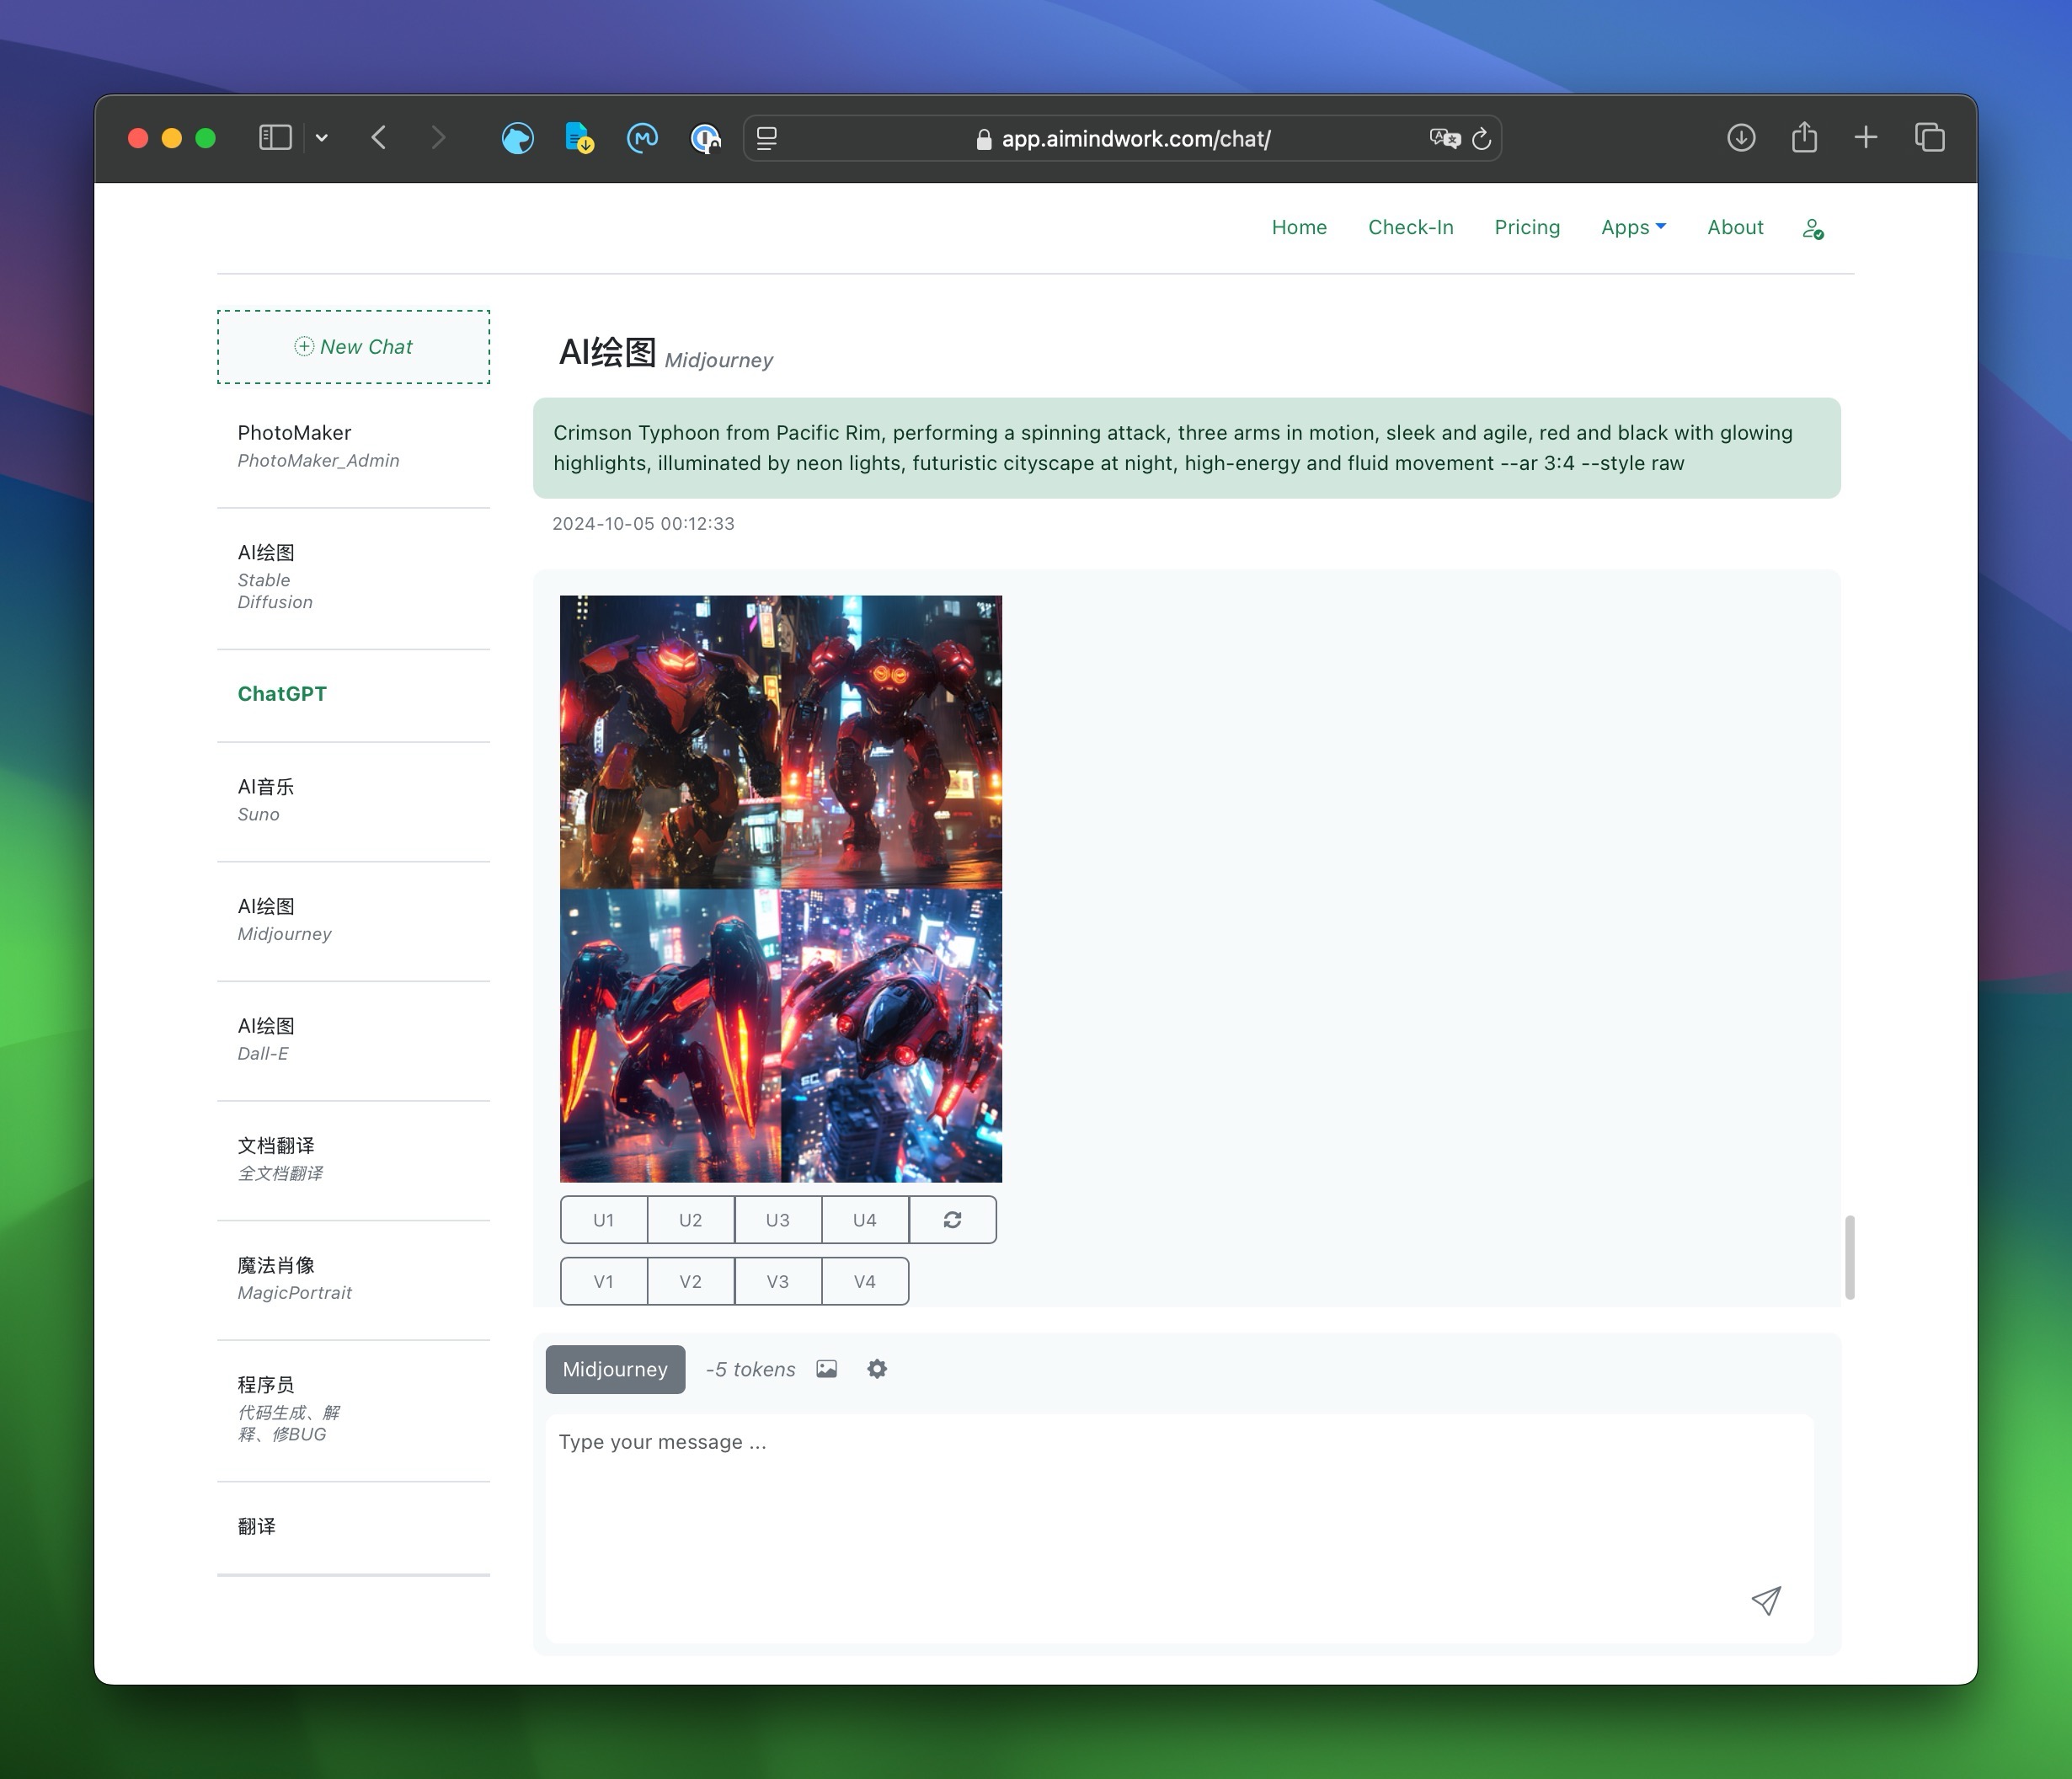 app.aimindwork.com/chat/
Home Check-In Pricing Apps About
New Chat
PhotoMaker
PhotoMaker_Admin
AI绘图
Stable
Diffusion
ChatGPT
AI音乐
Suno
AI绘图
Midjourney
AI绘图
Dall-E
文档翻译
全文档翻译
魔法肖像
MagicPortrait
程序员
代码生成、解
释、修BUG
翻译
AI绘图 Midjourney
Crimson Typhoon from Pacific Rim, performing a spinning attack, three arms in motion, sleek and agile, red and black with glowing
highlights, illuminated by neon lights, futuristic cityscape at night, high-energy and fluid movement --ar 3:4 --style raw
2024-10-05 00:12:33
U1 U2 U3 U4
V1 V2 V3 V4
Midjourney -5 tokens
Type your message ...